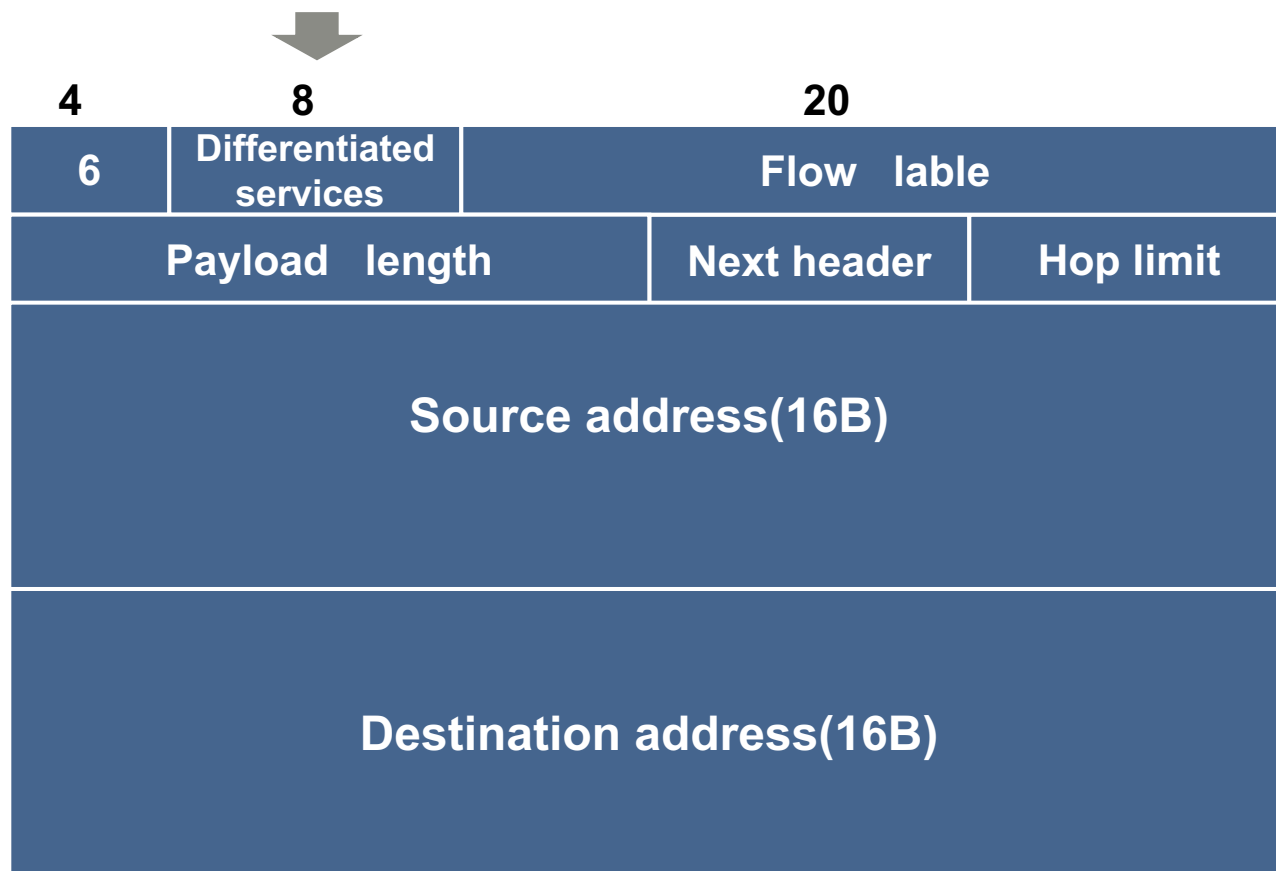 4 8 20
6 Differentiated services Flow lable
Payload length Next header Hop limit
Source address(16B)
Destination address(16B)